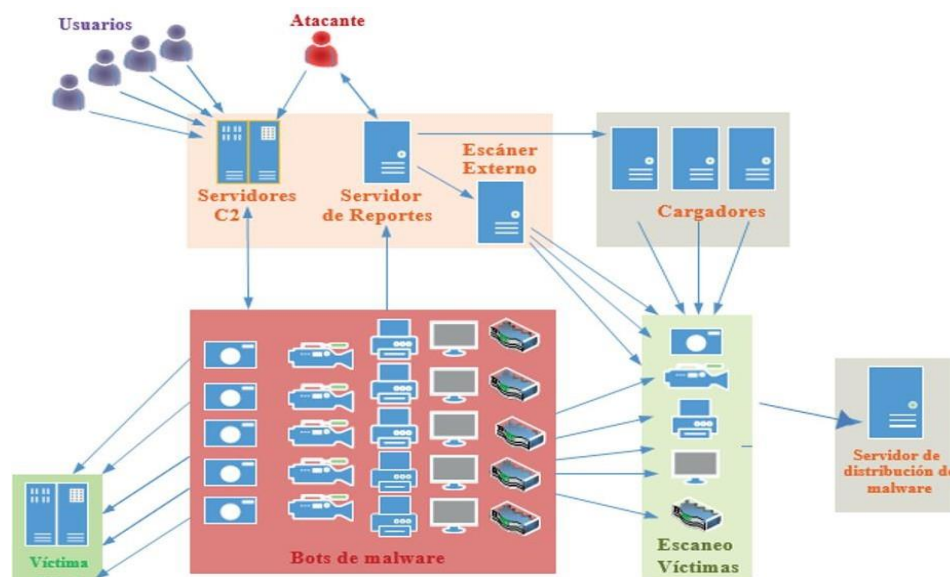 Usuarios
Atacante
Escáner
Externo
Servidores
C2
Servidor
de Reportes
Cargadores
Servidor de
distribución de
malware
Víctima
Bots de malware
Escaneo
Víctimas